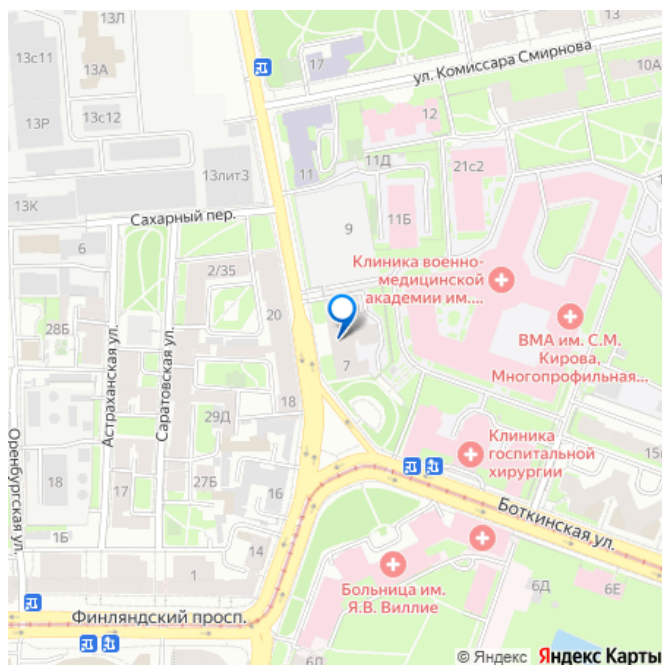 13Л
13с11
13А
17
ул. Комиссара Смирнова
13
10А
13Р
13с12
12
13лит3
11
11Д
21с2
13К
Сахарный пер.
11Б
9
6
2/35
Клиника военно-
медицинской
академии им....
20
28Б
ВМА им. С.М.
Кирова,
Многопрофильная...
Астраханская ул.
Саратовская ул.
7
29Д
18
Оренбургская ул.
Клиника
госпитальной
хирургии
18
17
27Б
16
Боткинская ул.
1Б
14
1
Больница им.
Я.В. Виллие
6Д
6Е
Финляндский просп.
© Яндекс Яндекс Карты